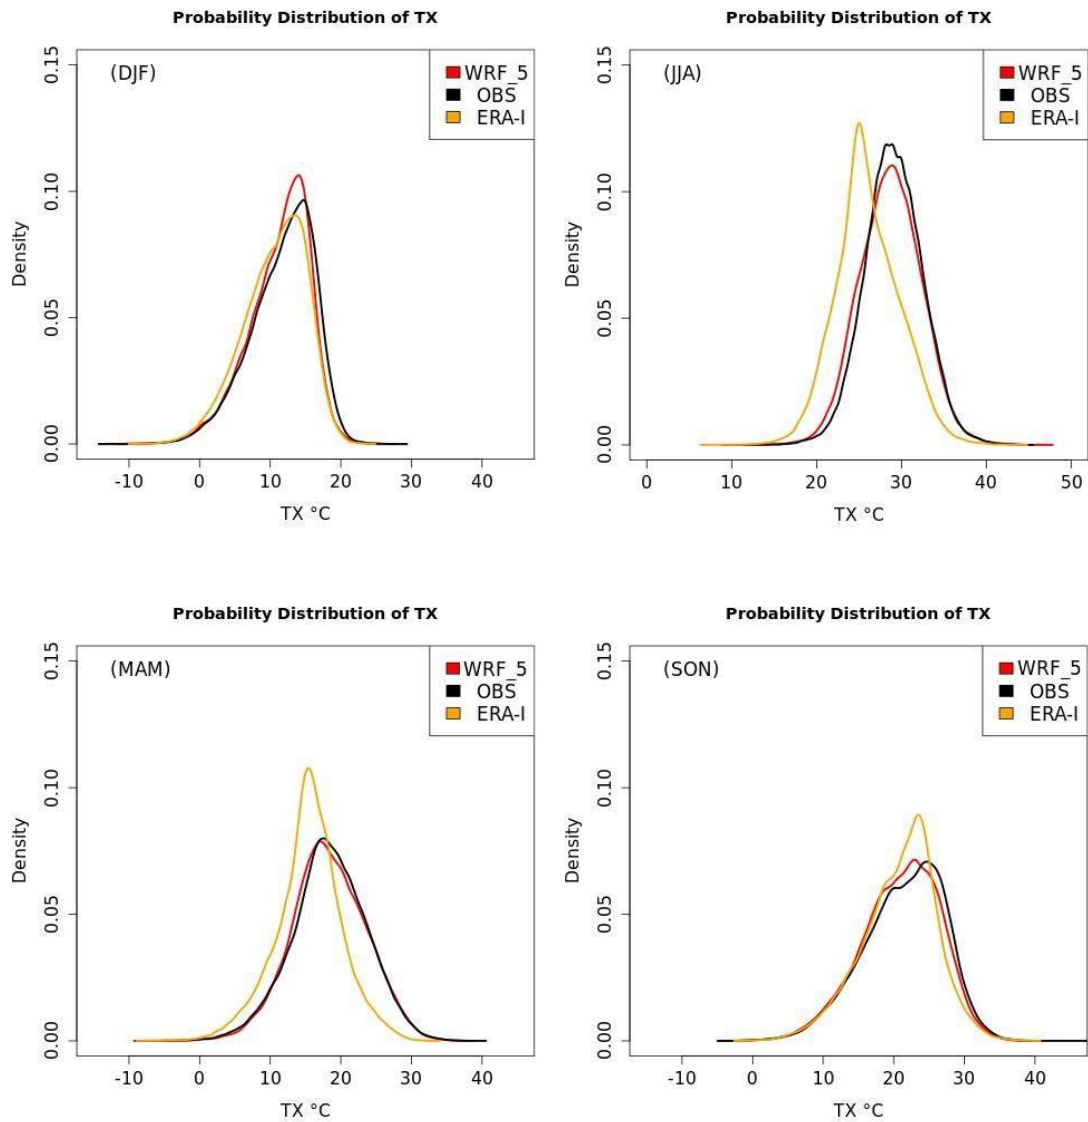 Probability Distribution of TX
(DJF)
WRF_5
OBS
ERA-I
Density
0.00
0.05
0.10
0.15
-10
0
10
20
30
40
TX °C
Probability Distribution of TX
(JJA)
WRF_5
OBS
ERA-I
Density
0.00
0.05
0.10
0.15
0
10
20
30
40
50
TX °C
Probability Distribution of TX
(MAM)
WRF_5
OBS
ERA-I
Density
0.00
0.05
0.10
0.15
-10
0
10
20
30
40
TX °C
Probability Distribution of TX
(SON)
WRF_5
OBS
ERA-I
Density
0.00
0.05
0.10
0.15
-10
0
10
20
30
40
TX °C